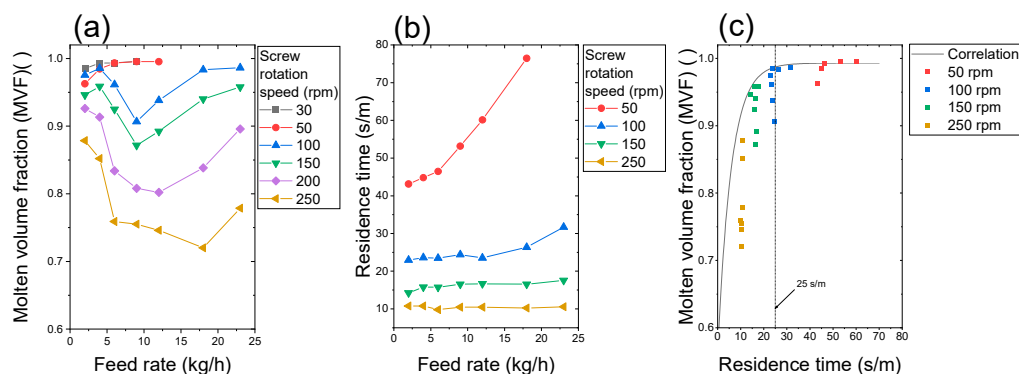 (a)
Molten volume fraction (MVF)( )
1.0
0.9
0.8
0.7
0.6
0
5
10
15
20
25
Feed rate (kg/h)
Screw
rotation
speed (rpm)
30
50
100
150
200
250
(b)
Residence time (s/m)
80
70
60
50
40
30
20
10
0
0
5
10
15
20
25
Feed rate (kg/h)
Screw
rotation
speed (rpm)
50
100
150
250
(c)
Molten volume fraction (MVF) ( )
1.0
0.9
0.8
0.7
0.6
25 s/m
0
10
20
30
40
50
60
70
80
Residence time (s/m)
Correlation
50 rpm
100 rpm
150 rpm
250 rpm